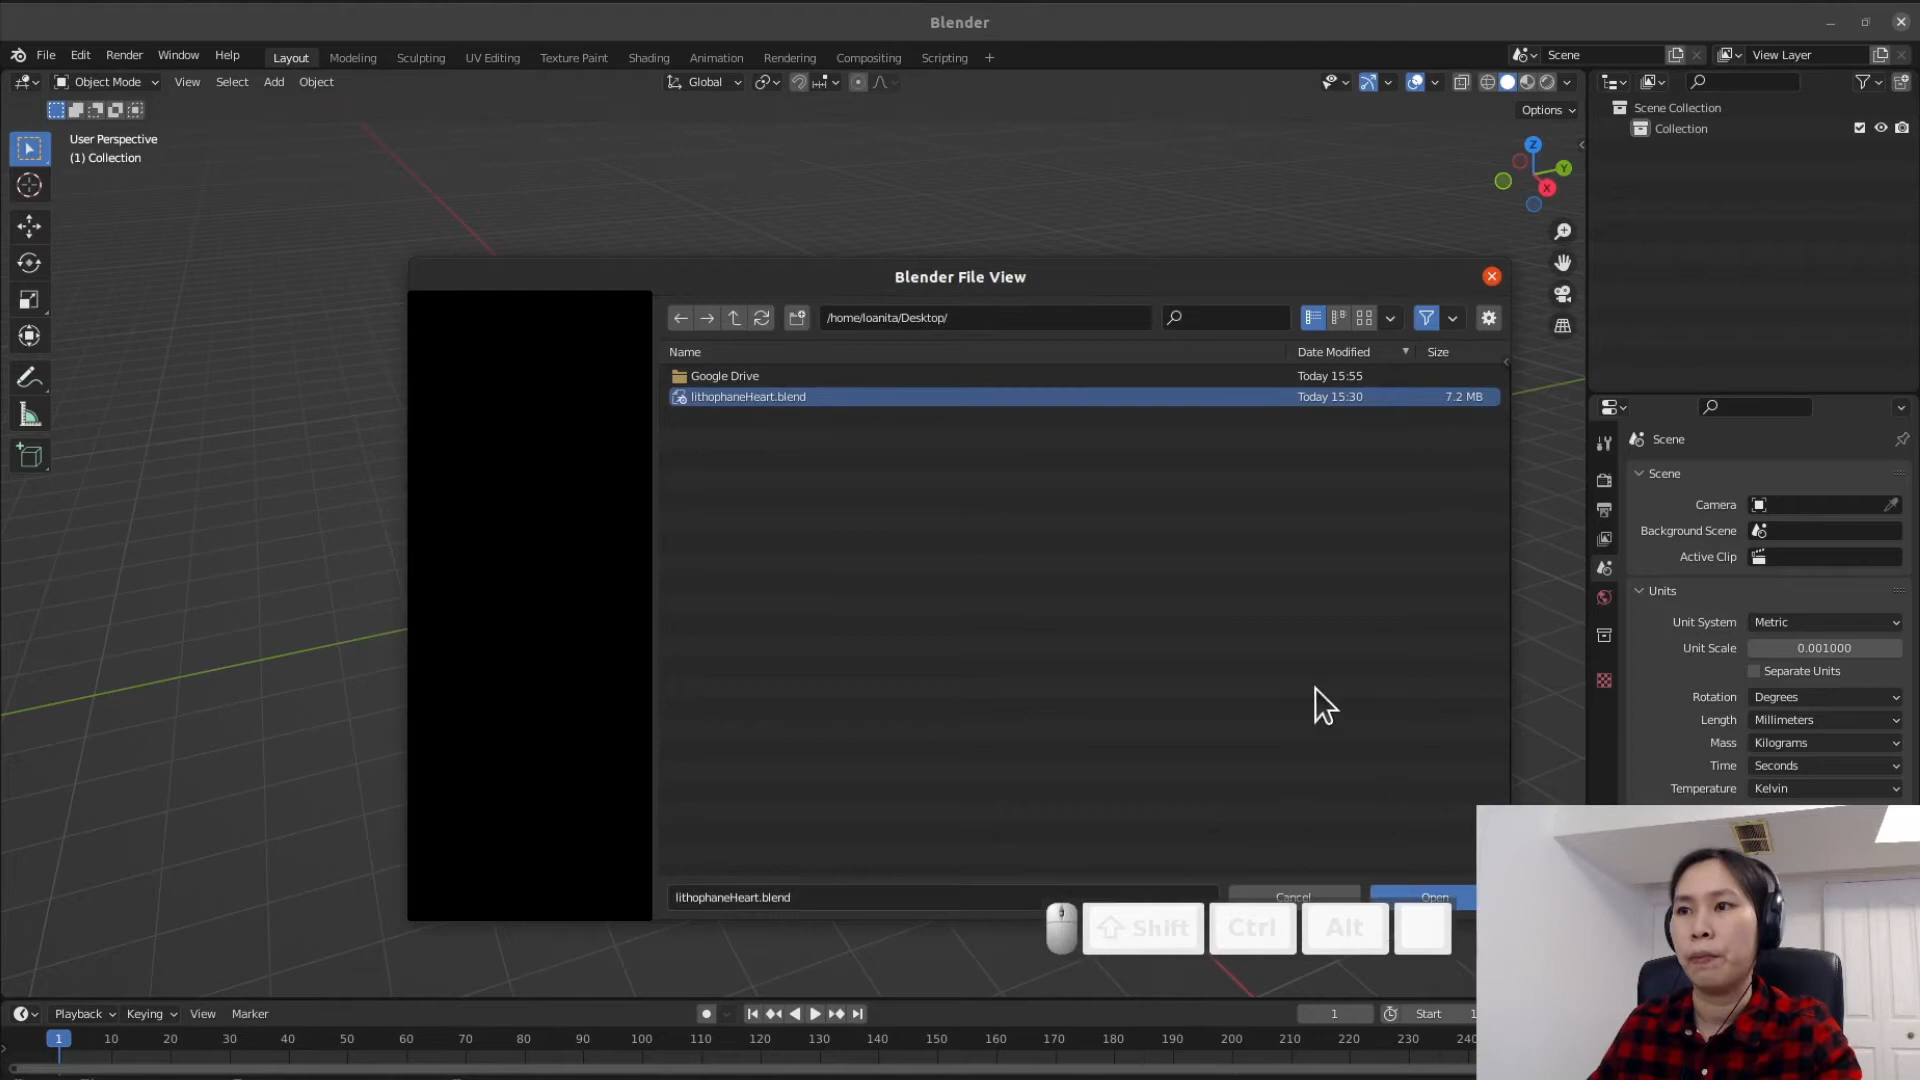 Blender
File Edit Render Window Help Layout Modeling Sculpting UV Editing Texture Paint Shading Animation Rendering Compositing Scripting + Scene View Layer
Object Mode View Select Add Object Global
Options
User Perspective
(1) Collection
Scene Collection
Collection
Z
Y
X
Blender File View
/home/loanita/Desktop/
Name Date Modified Size
Google Drive Today 15:55
lithophaneHeart.blend Today 15:30 7.2 MB
Scene
Scene
Camera
Background Scene
Active Clip
Units
Unit System Metric
Unit Scale 0.001000
Separate Units
Rotation Degrees
Length Millimeters
Mass Kilograms
Time Seconds
Temperature Kelvin
lithophaneHeart.blend Cancel Open
Shift Ctrl Alt
Playback Keying View Marker 1 Start 1
1 10 20 30 40 50 60 70 80 90 100 110 120 130 140 150 160 170 180 190 200 210 220 230 240